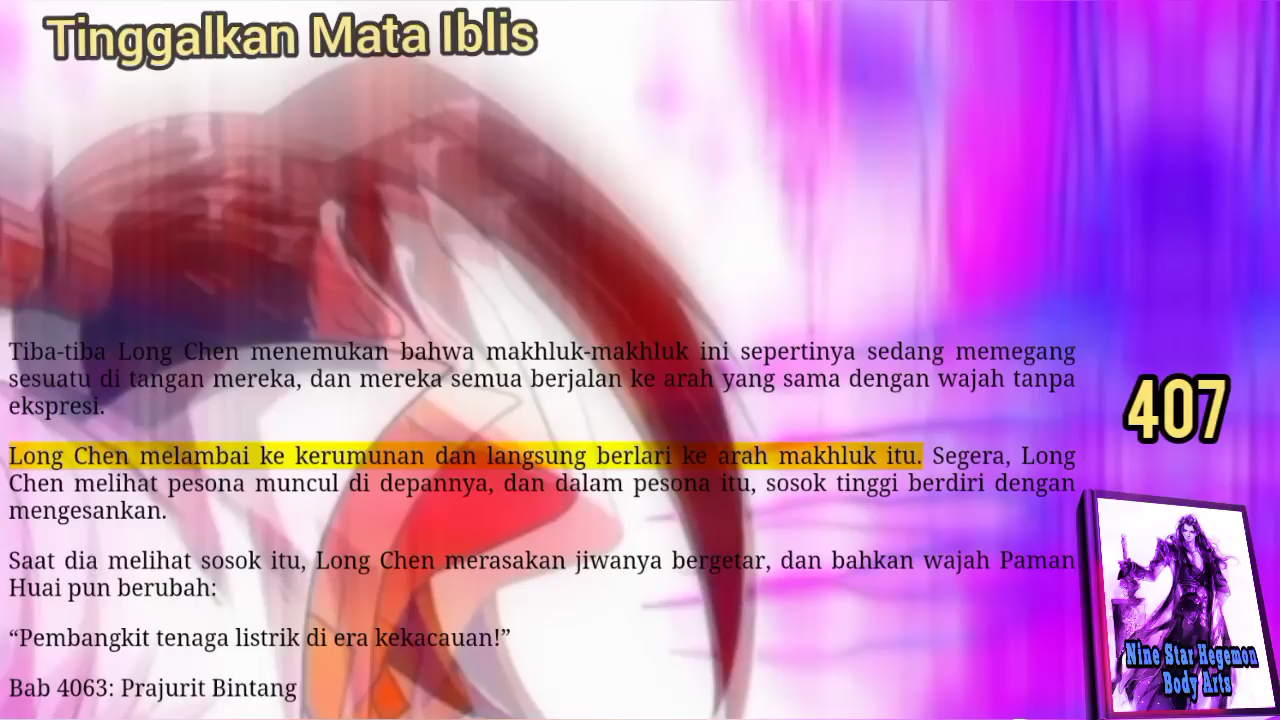 Tinggalkan Mata Iblis
Tiba-tiba Long Chen menemukan bahwa makhluk-makhluk ini sepertinya sedang memegang
sesuatu di tangan mereka, dan mereka semua berjalan ke arah yang sama dengan wajah tanpa
ekspresi.
Long Chen melambai ke kerumunan dan langsung berlari ke arah makhluk itu. Segera, Long
Chen melihat pesona muncul di depannya, dan dalam pesona itu, sosok tinggi berdiri dengan
mengesankan.
Saat dia melihat sosok itu, Long Chen merasakan jiwanya bergetar, dan bahkan wajah Paman
Huai pun berubah:
“Pembangkit tenaga listrik di era kekacauan!”
Bab 4063: Prajurit Bintang
407
Nine Star Hegemon
Body Arts